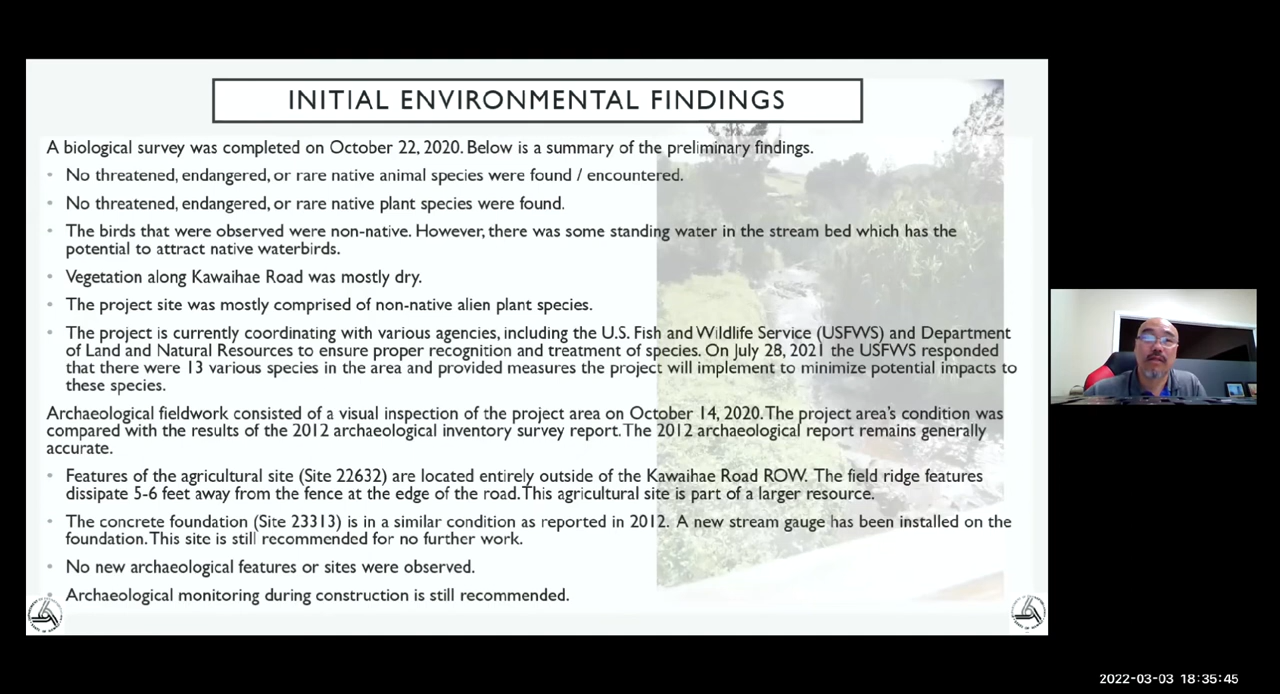 INITIAL ENVIRONMENTAL FINDINGS
A biological survey was completed on October 22, 2020. Below is a summary of the preliminary findings.
• No threatened, endangered, or rare native animal species were found / encountered.
• No threatened, endangered, or rare native plant species were found.
• The birds that were observed were non-native. However, there was some standing water in the stream bed which has the
potential to attract native waterbirds.
• Vegetation along Kawaihae Road was mostly dry.
• The project site was mostly comprised of non-native alien plant species.
• The project is currently coordinating with various agencies, including the U.S. Fish and Wildlife Service (USFWS) and Department
of Land and Natural Resources to ensure proper recognition and treatment of species. On July 28, 2021 the USFWS responded
that there were 13 various species in the area and provided measures the project will implement to minimize potential impacts to
these species.
Archaeological fieldwork consisted of a visual inspection of the project area on October 14, 2020. The project area's condition was
compared with the results of the 2012 archaeological inventory survey report. The 2012 archaeological report remains generally
accurate.
• Features of the agricultural site (Site 22632) are located entirely outside of the Kawaihae Road ROW. The field ridge features
dissipate 5-6 feet away from the fence at the edge of the road. This agricultural site is part of a larger resource.
• The concrete foundation (Site 23313) is in a similar condition as reported in 2012. A new stream gauge has been installed on the
foundation. This site is still recommended for no further work.
• No new archaeological features or sites were observed.
• Archaeological monitoring during construction is still recommended.
2022-03-03 18:35:45